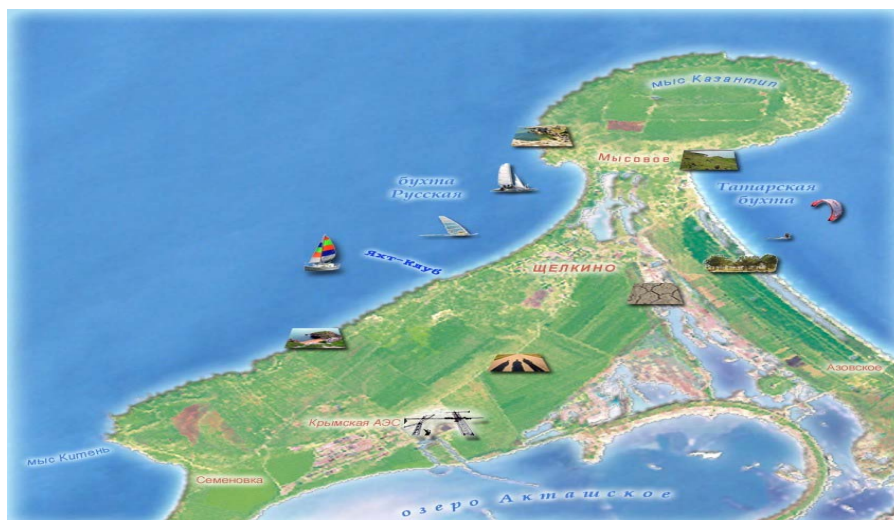 мыс Казантип
Мысовое
бухта
Русская
Татарская
бухта
Яхт-клуб
ЩЕЛКИНО
Азовское
Крымская АЭС
мыс Китень
Семеновка
озеро Акташское